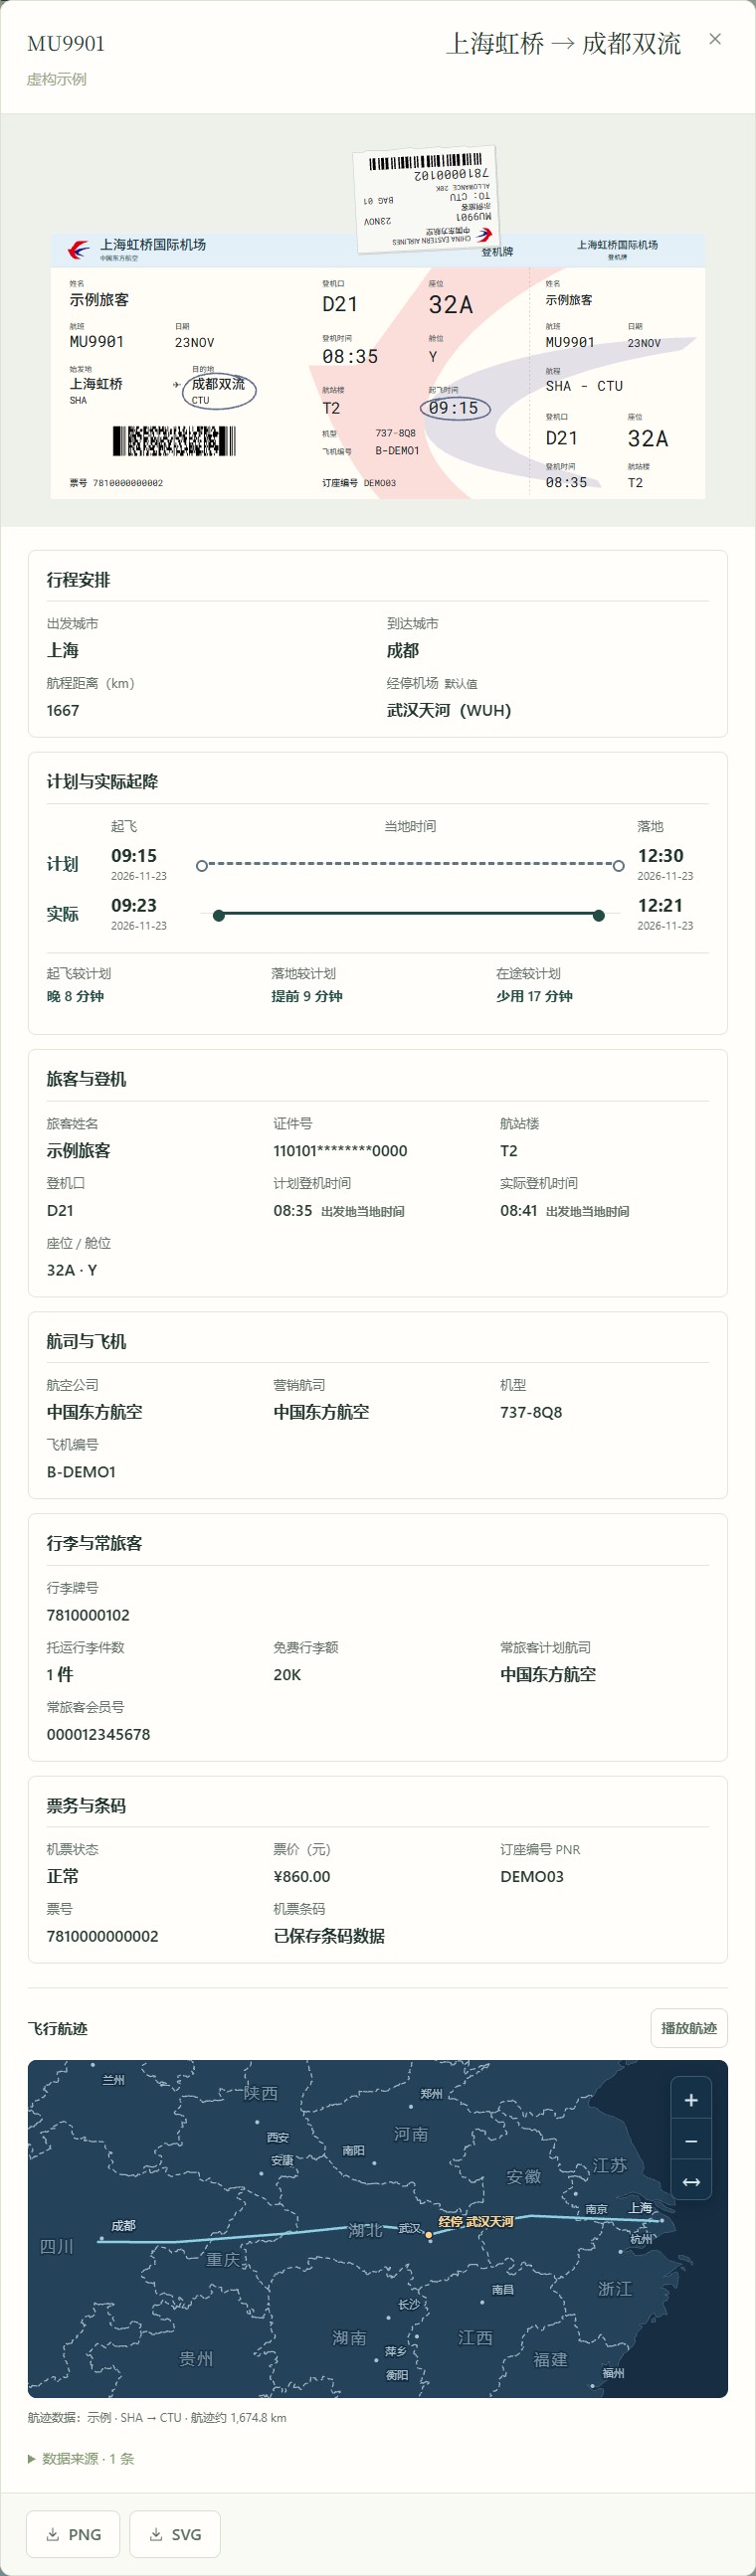 MU9901
上海虹桥 → 成都双流
虚构示例
7810000102
ALLOWANCE 20K
TO: CTU
BAG 01
示例旅客
MU9901
23NOV
中国东方航空
CHINA EASTERN AIRLINES
上海虹桥国际机场
中国东方航空
登机牌
上海虹桥国际机场
登机牌
姓名
示例旅客
航班
日期
MU9901
23NOV
始发地
目的地
上海虹桥
成都双流
SHA
CTU
票号 7810000000002
登机口
座位
D21
32A
登机时间
舱位
08:35
Y
航站楼
起飞时间
T2
09:15
机型
737-8Q8
飞机编号
B-DEMO1
订座编号 DEMO03
姓名
示例旅客
航班
日期
MU9901
23NOV
航程
SHA - CTU
登机口
座位
D21
32A
登机时间
航站楼
08:35
T2
行程安排
出发城市
到达城市
上海
成都
航程距离（km）
经停机场 默认值
1667
武汉天河（WUH）
计划与实际起降
起飞
当地时间
落地
计划
09:15
12:30
2026-11-23
2026-11-23
实际
09:23
12:21
2026-11-23
2026-11-23
起飞较计划
落地较计划
在途较计划
晚 8 分钟
提前 9 分钟
少用 17 分钟
旅客与登机
旅客姓名
证件号
航站楼
示例旅客
110101********0000
T2
登机口
计划登机时间
实际登机时间
D21
08:35 出发地当地时间
08:41 出发地当地时间
座位 / 舱位
32A · Y
航司与飞机
航空公司
营销航司
机型
中国东方航空
中国东方航空
737-8Q8
飞机编号
B-DEMO1
行李与常旅客
行李牌号
7810000102
托运行李件数
免费行李额
常旅客计划航司
1 件
20K
中国东方航空
常旅客会员号
000012345678
票务与条码
机票状态
票价（元）
订座编号 PNR
正常
¥860.00
DEMO03
票号
机票条码
7810000000002
已保存条码数据
飞行航迹
播放航迹
兰州
陕西
郑州
西安
河南
南阳
安康
安徽
江苏
南京
上海
成都
经停 武汉天河
武汉
湖北
四川
重庆
杭州
浙江
南昌
长沙
湖南
江西
萍乡
贵州
福建
衡阳
福州
航迹数据：示例 · SHA → CTU · 航迹约 1,674.8 km
数据来源 · 1 条
PNG
SVG